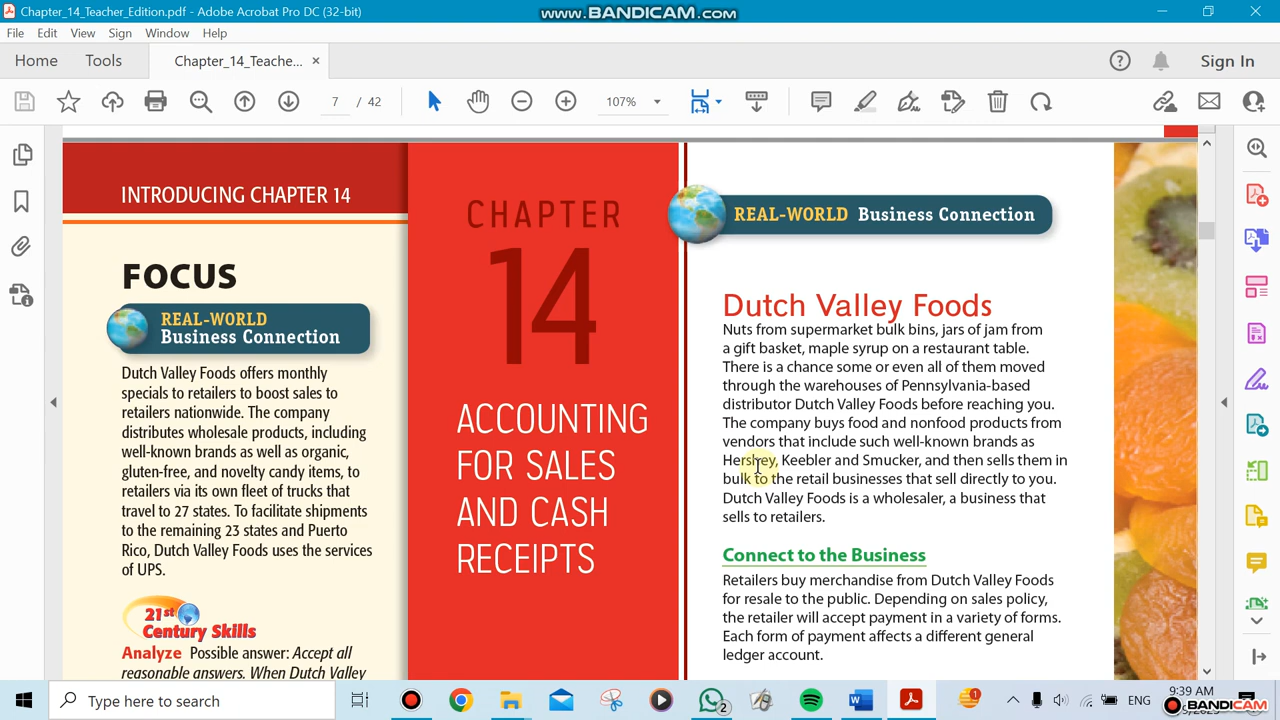 Chapter_14_Teacher_Edition.pdf - Adobe Acrobat Pro DC (32-bit)
www.BANDICAM.com
File Edit View Sign Window Help
Home Tools Chapter_14_Teache... × Sign In
7 / 42 107%
INTRODUCING CHAPTER 14
FOCUS
REAL-WORLD
Business Connection
Dutch Valley Foods offers monthly
specials to retailers to boost sales to
retailers nationwide. The company
distributes wholesale products, including
well-known brands as well as organic,
gluten-free, and novelty candy items, to
retailers via its own fleet of trucks that
travel to 27 states. To facilitate shipments
to the remaining 23 states and Puerto
Rico, Dutch Valley Foods uses the services
of UPS.
21st
Century Skills
Analyze Possible answer: Accept all
reasonable answers. When Dutch Valley
CHAPTER
14
ACCOUNTING
FOR SALES
AND CASH
RECEIPTS
REAL-WORLD Business Connection
Dutch Valley Foods
Nuts from supermarket bulk bins, jars of jam from
a gift basket, maple syrup on a restaurant table.
There is a chance some or even all of them moved
through the warehouses of Pennsylvania-based
distributor Dutch Valley Foods before reaching you.
The company buys food and nonfood products from
vendors that include such well-known brands as
Hershey, Keebler and Smucker, and then sells them in
bulk to the retail businesses that sell directly to you.
Dutch Valley Foods is a wholesaler, a business that
sells to retailers.
Connect to the Business
Retailers buy merchandise from Dutch Valley Foods
for resale to the public. Depending on sales policy,
the retailer will accept payment in a variety of forms.
Each form of payment affects a different general
ledger account.
Type here to search
2
1
ENG
9:39 AM
BANDICAM